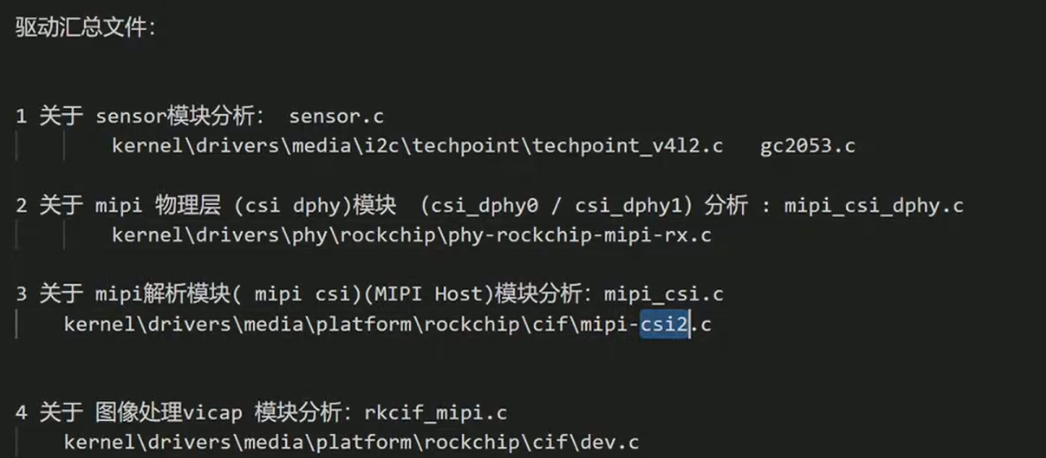 驱动汇总文件:
1 关于 sensor模块分析: sensor.c
kernel\drivers\media\i2c\techpoint\techpoint_v4l2.c gc2053.c
2 关于 mipi 物理层 (csi dphy)模块 (csi_dphy0 / csi_dphy1) 分析 : mipi_csi_dphy.c
kernel\drivers\phy\rockchip\phy-rockchip-mipi-rx.c
3 关于 mipi解析模块( mipi csi)(MIPI Host)模块分析: mipi_csi.c
kernel\drivers\media\platform\rockchip\cif\mipi-csi2.c
4 关于 图像处理vicap 模块分析: rkcif_mipi.c
kernel\drivers\media\platform\rockchip\cif\dev.c